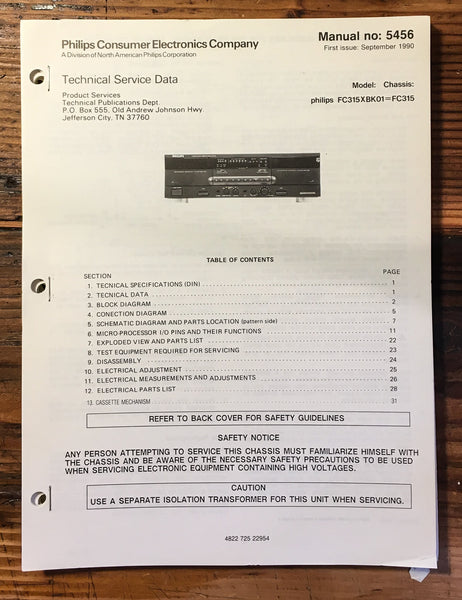 Philips Consumer Electronics Company
A Division of North American Philips Corporation
Manual no: 5456
First issue: September 1990
Technical Service Data
Product Services
Technical Publications Dept.
P.O. Box 555, Old Andrew Johnson Hwy.
Jefferson City, TN 37760
Model: Chassis:
philips FC315XBK01=FC315
PHILIPS
TABLE OF CONTENTS
SECTION PAGE
1. TECNICAL SPECIFICATIONS (DIN) 1
2. TECNICAL DATA 1
3. BLOCK DIAGRAM 2
4. CONECTION DIAGRAM 5
5. SCHEMATIC DIAGRAM AND PARTS LOCATION (pattern side) 7
6. MICRO-PROCESSOR I/O PINS AND THEIR FUNCTIONS 11
7. EXPLODED VIEW AND PARTS LIST 22
8. TEST EQUIPMENT REQUIRED FOR SERVICING 23
9. DISASSEMBLY 24
10. ELECTRICAL ADJUSTMENT 25
11. ELECTRICAL MEASUREMENTS AND ADJUSTMENTS 26
12. ELECTRICAL PARTS LIST 28
13. CASSETTE MECHANISM 31
REFER TO BACK COVER FOR SAFETY GUIDELINES
SAFETY NOTICE
ANY PERSON ATTEMPTING TO SERVICE THIS CHASSIS MUST FAMILIARIZE HIMSELF WITH
THE CHASSIS AND BE AWARE OF THE NECESSARY SAFETY PRECAUTIONS TO BE USED
WHEN SERVICING ELECTRONIC EQUIPMENT CONTAINING HIGH VOLTAGES.
CAUTION
USE A SEPARATE ISOLATION TRANSFORMER FOR THIS UNIT WHEN SERVICING.
4822 725 22954